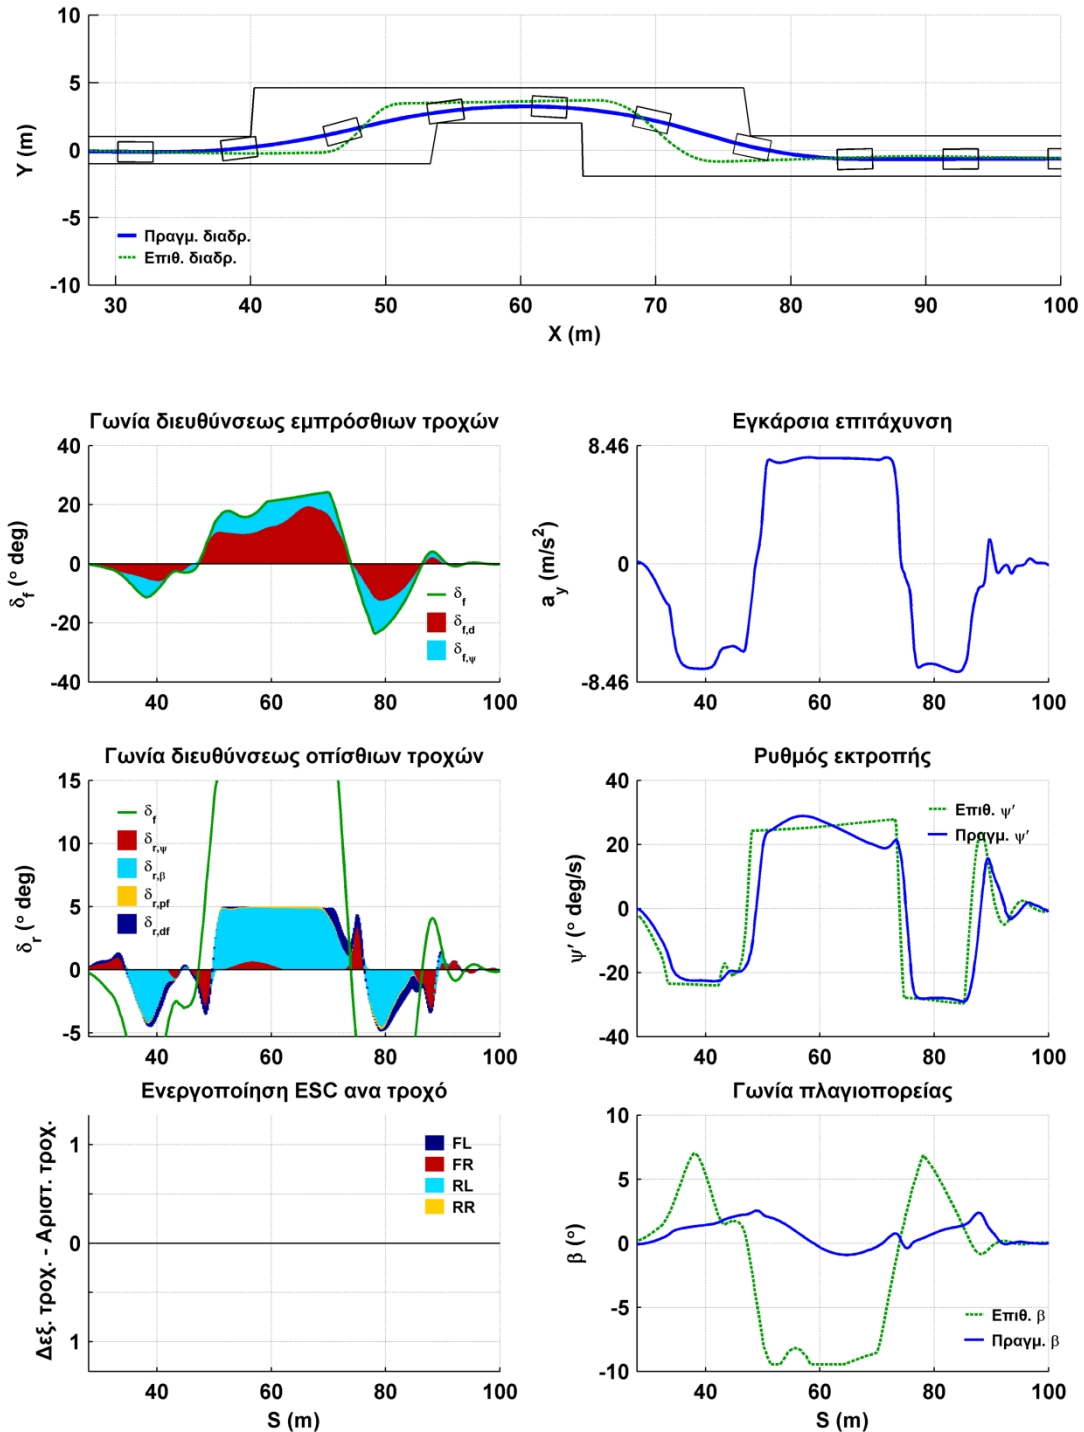 10
5
0
-5
-10
Y (m)
Πραγμ. διαδρ.
Επιθ. διαδρ.
30 40 50 60 70 80 90 100
X (m)
Γωνία διευθύνσεως εμπρόσθιων τροχών
40
20
0
-20
-40
δf (° deg)
δf
δf,d
δf,ψ
40 60 80 100
Εγκάρσια επιτάχυνση
8.46
0
-8.46
ay (m/s²)
40 60 80 100
Γωνία διευθύνσεως οπίσθιων τροχών
15
10
5
0
-5
δr (° deg)
δf
δr,ψ
δr,β
δr,pf
δr,df
40 60 80 100
Ρυθμός εκτροπής
40
20
0
-20
-40
ψ' (° deg/s)
Επιθ. ψ'
Πραγμ. ψ'
40 60 80 100
Ενεργοποίηση ESC ανα τροχό
1
0
1
Δεξ. τροχ. - Αριστ. τροχ.
FL
FR
RL
RR
40 60 80 100
S (m)
Γωνία πλαγιοπορείας
10
5
0
-5
-10
β (°)
Επιθ. β
Πραγμ. β
40 60 80 100
S (m)